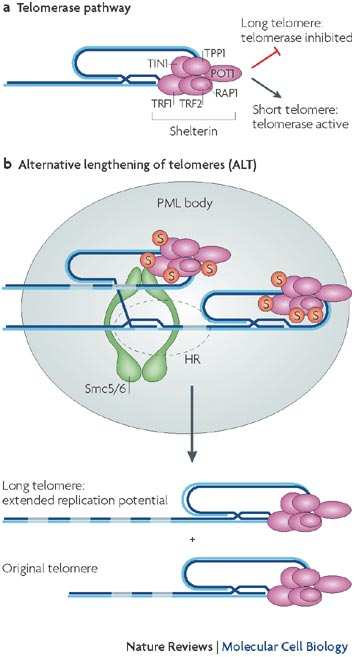 a Telomerase pathway
Long telomere:
telomerase inhibited
TPP1
TIN1
POT1
RAP1
TRF1 TRF2
Shelterin
Short telomere:
telomerase active
b Alternative lengthening of telomeres (ALT)
PML body
S
S
S
S
S
S
S
S
HR
Smc5/6
Long telomere:
extended replication potential
+
Original telomere
Nature Reviews | Molecular Cell Biology